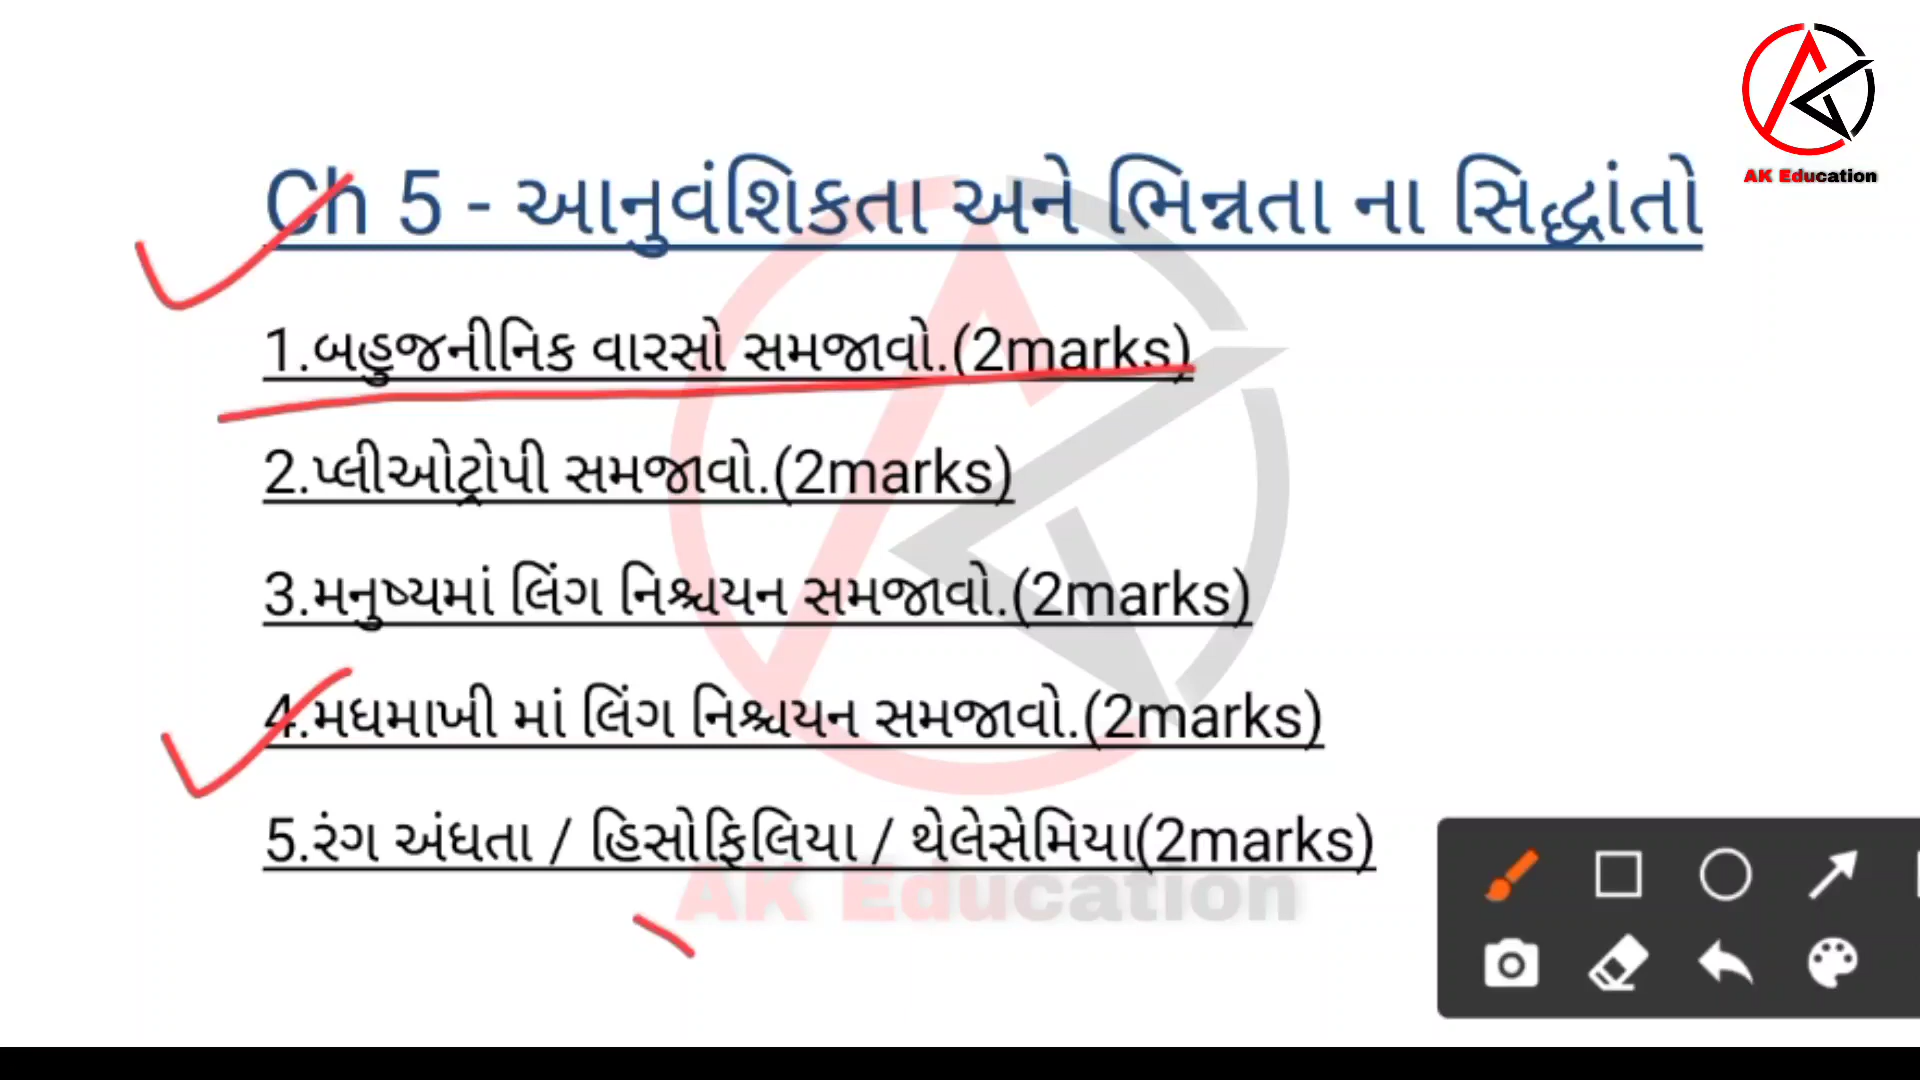 AK Education
Ch 5 - આનુવંશિકતા અને ભિન્નતા ના સિદ્ધાંતો
1.બહુજનીનિક વારસો સમજાવો.(2marks)
2.પ્લીઓટ્રોપી સમજાવો.(2marks)
3.મનુષ્યમાં લિંગ નિશ્ચયન સમજાવો.(2marks)
4.મધમાખી માં લિંગ નિશ્ચયન સમજાવો.(2marks)
5.રંગ અંધતા / હિસોફિલિયા / થેલેસેમિયા(2marks)
AK Education